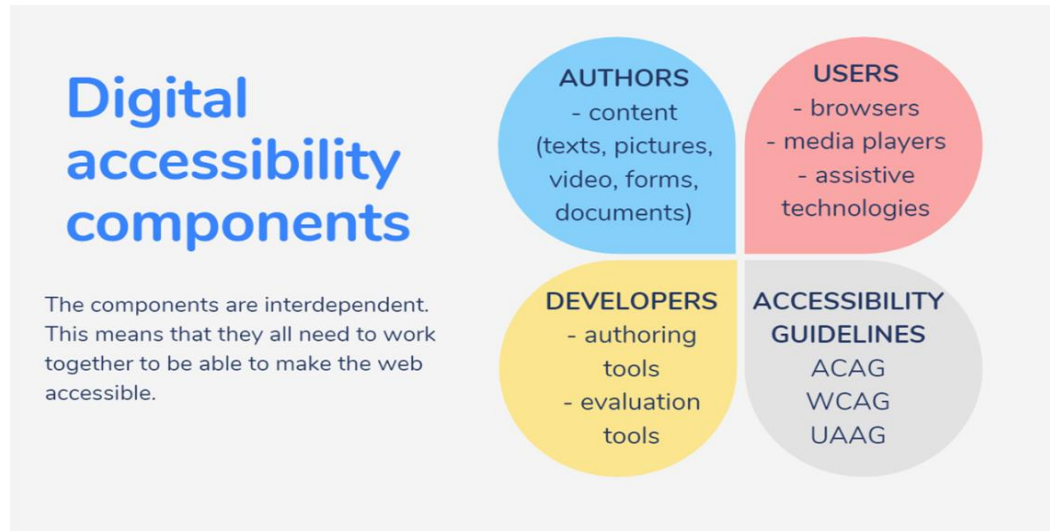 Digital
accessibility
components
The components are interdependent.
This means that they all need to work
together to be able to make the web
accessible.
AUTHORS
- content
(texts, pictures,
video, forms,
documents)
USERS
- browsers
- media players
- assistive
technologies
DEVELOPERS
- authoring
tools
- evaluation
tools
ACCESSIBILITY
GUIDELINES
ACAG
WCAG
UAAG